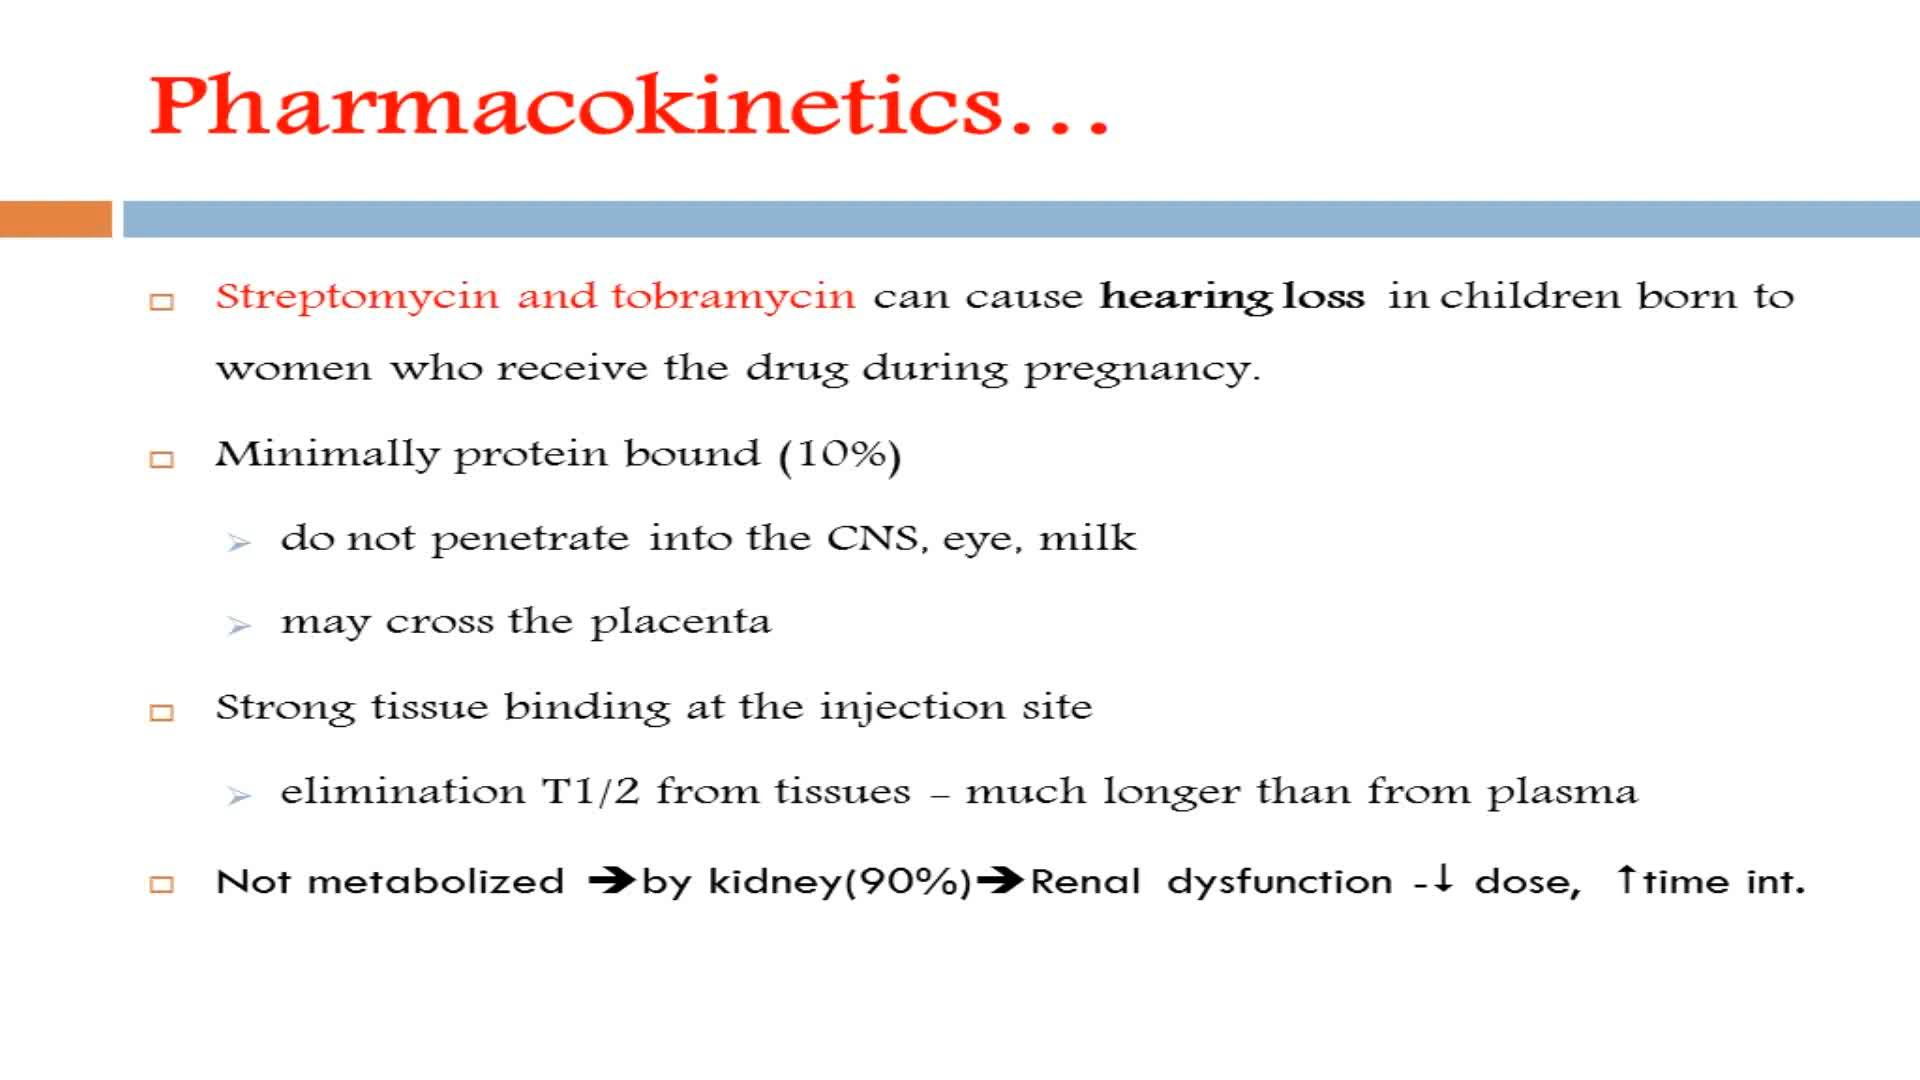 Pharmacokinetics...
Streptomycin and tobramycin can cause hearing loss in children born to
women who receive the drug during pregnancy.
Minimally protein bound (10%)
do not penetrate into the CNS, eye, milk
may cross the placenta
Strong tissue binding at the injection site
elimination T1/2 from tissues – much longer than from plasma
Not metabolized ➔by kidney(90%)➔Renal dysfunction -↓ dose, ↑time int.